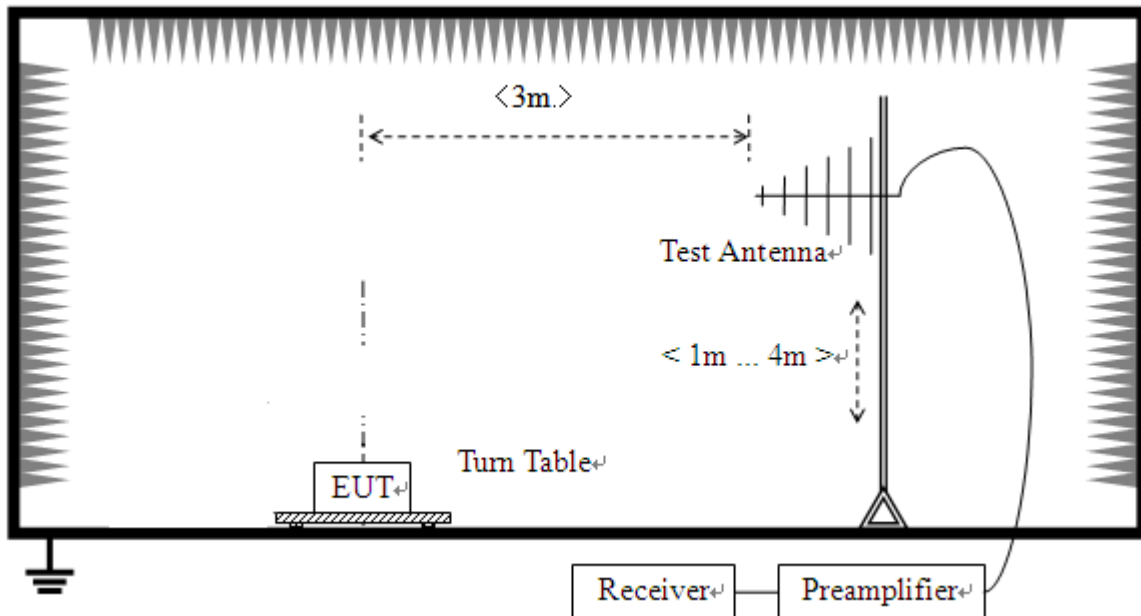 <3m.>
Test Antenna
< 1m ... 4m >
Turn Table
EUT
Receiver
Preamplifier